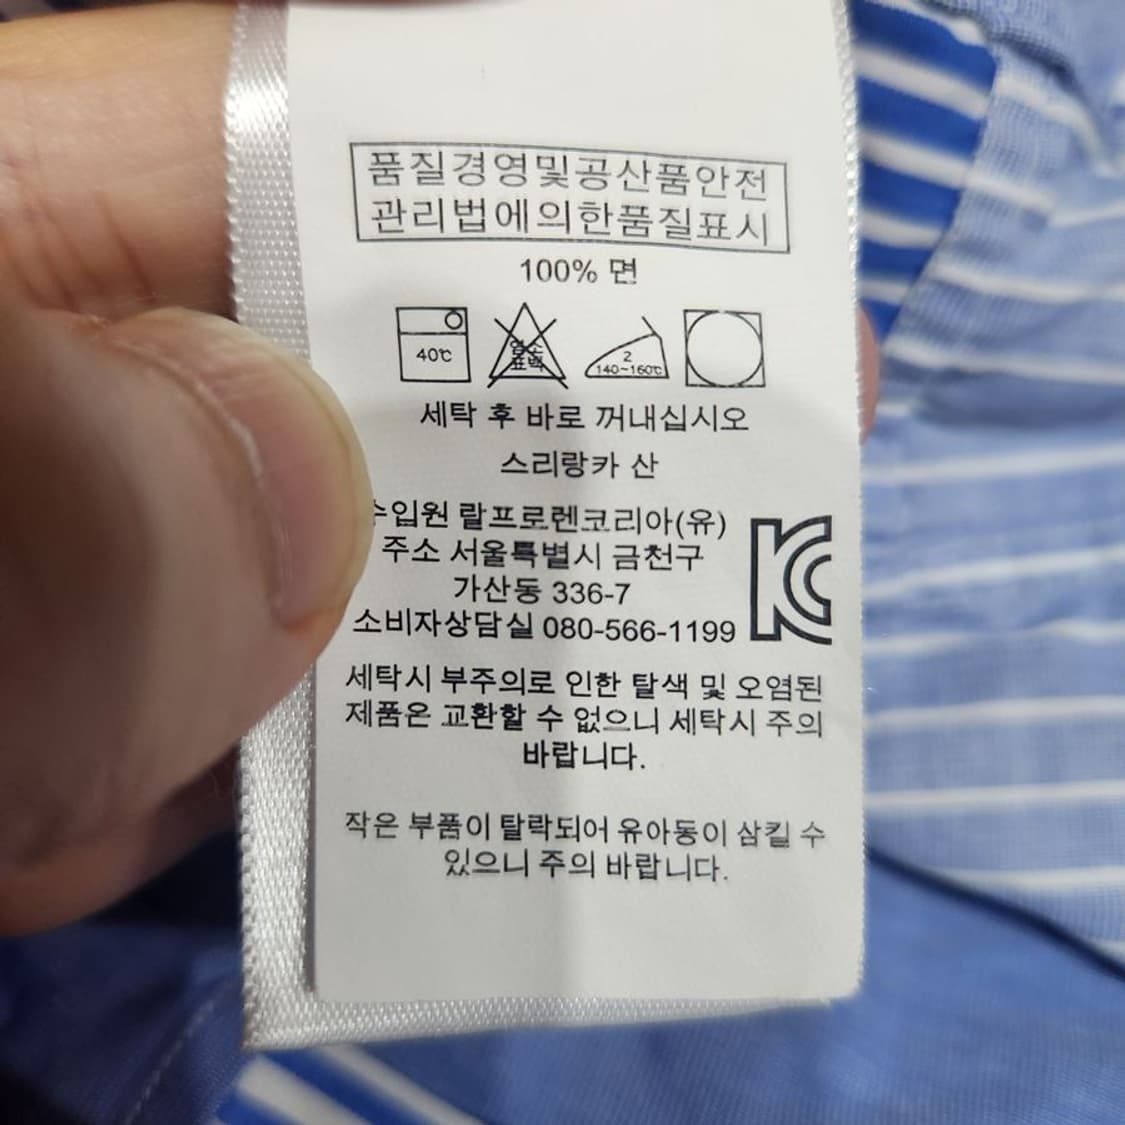 품질경영및공산품안전
관리법에의한품질표시
100% 면
40℃
염소
표백
2
140~160℃
세탁 후 바로 꺼내십시오
스리랑카 산
수입원 랄프로렌코리아(유)
주소 서울특별시 금천구
가산동 336-7
소비자상담실 080-566-1199
세탁시 부주의로 인한 탈색 및 오염된
제품은 교환할 수 없으니 세탁시 주의
바랍니다.
작은 부품이 탈락되어 유아동이 삼킬 수
있으니 주의 바랍니다.